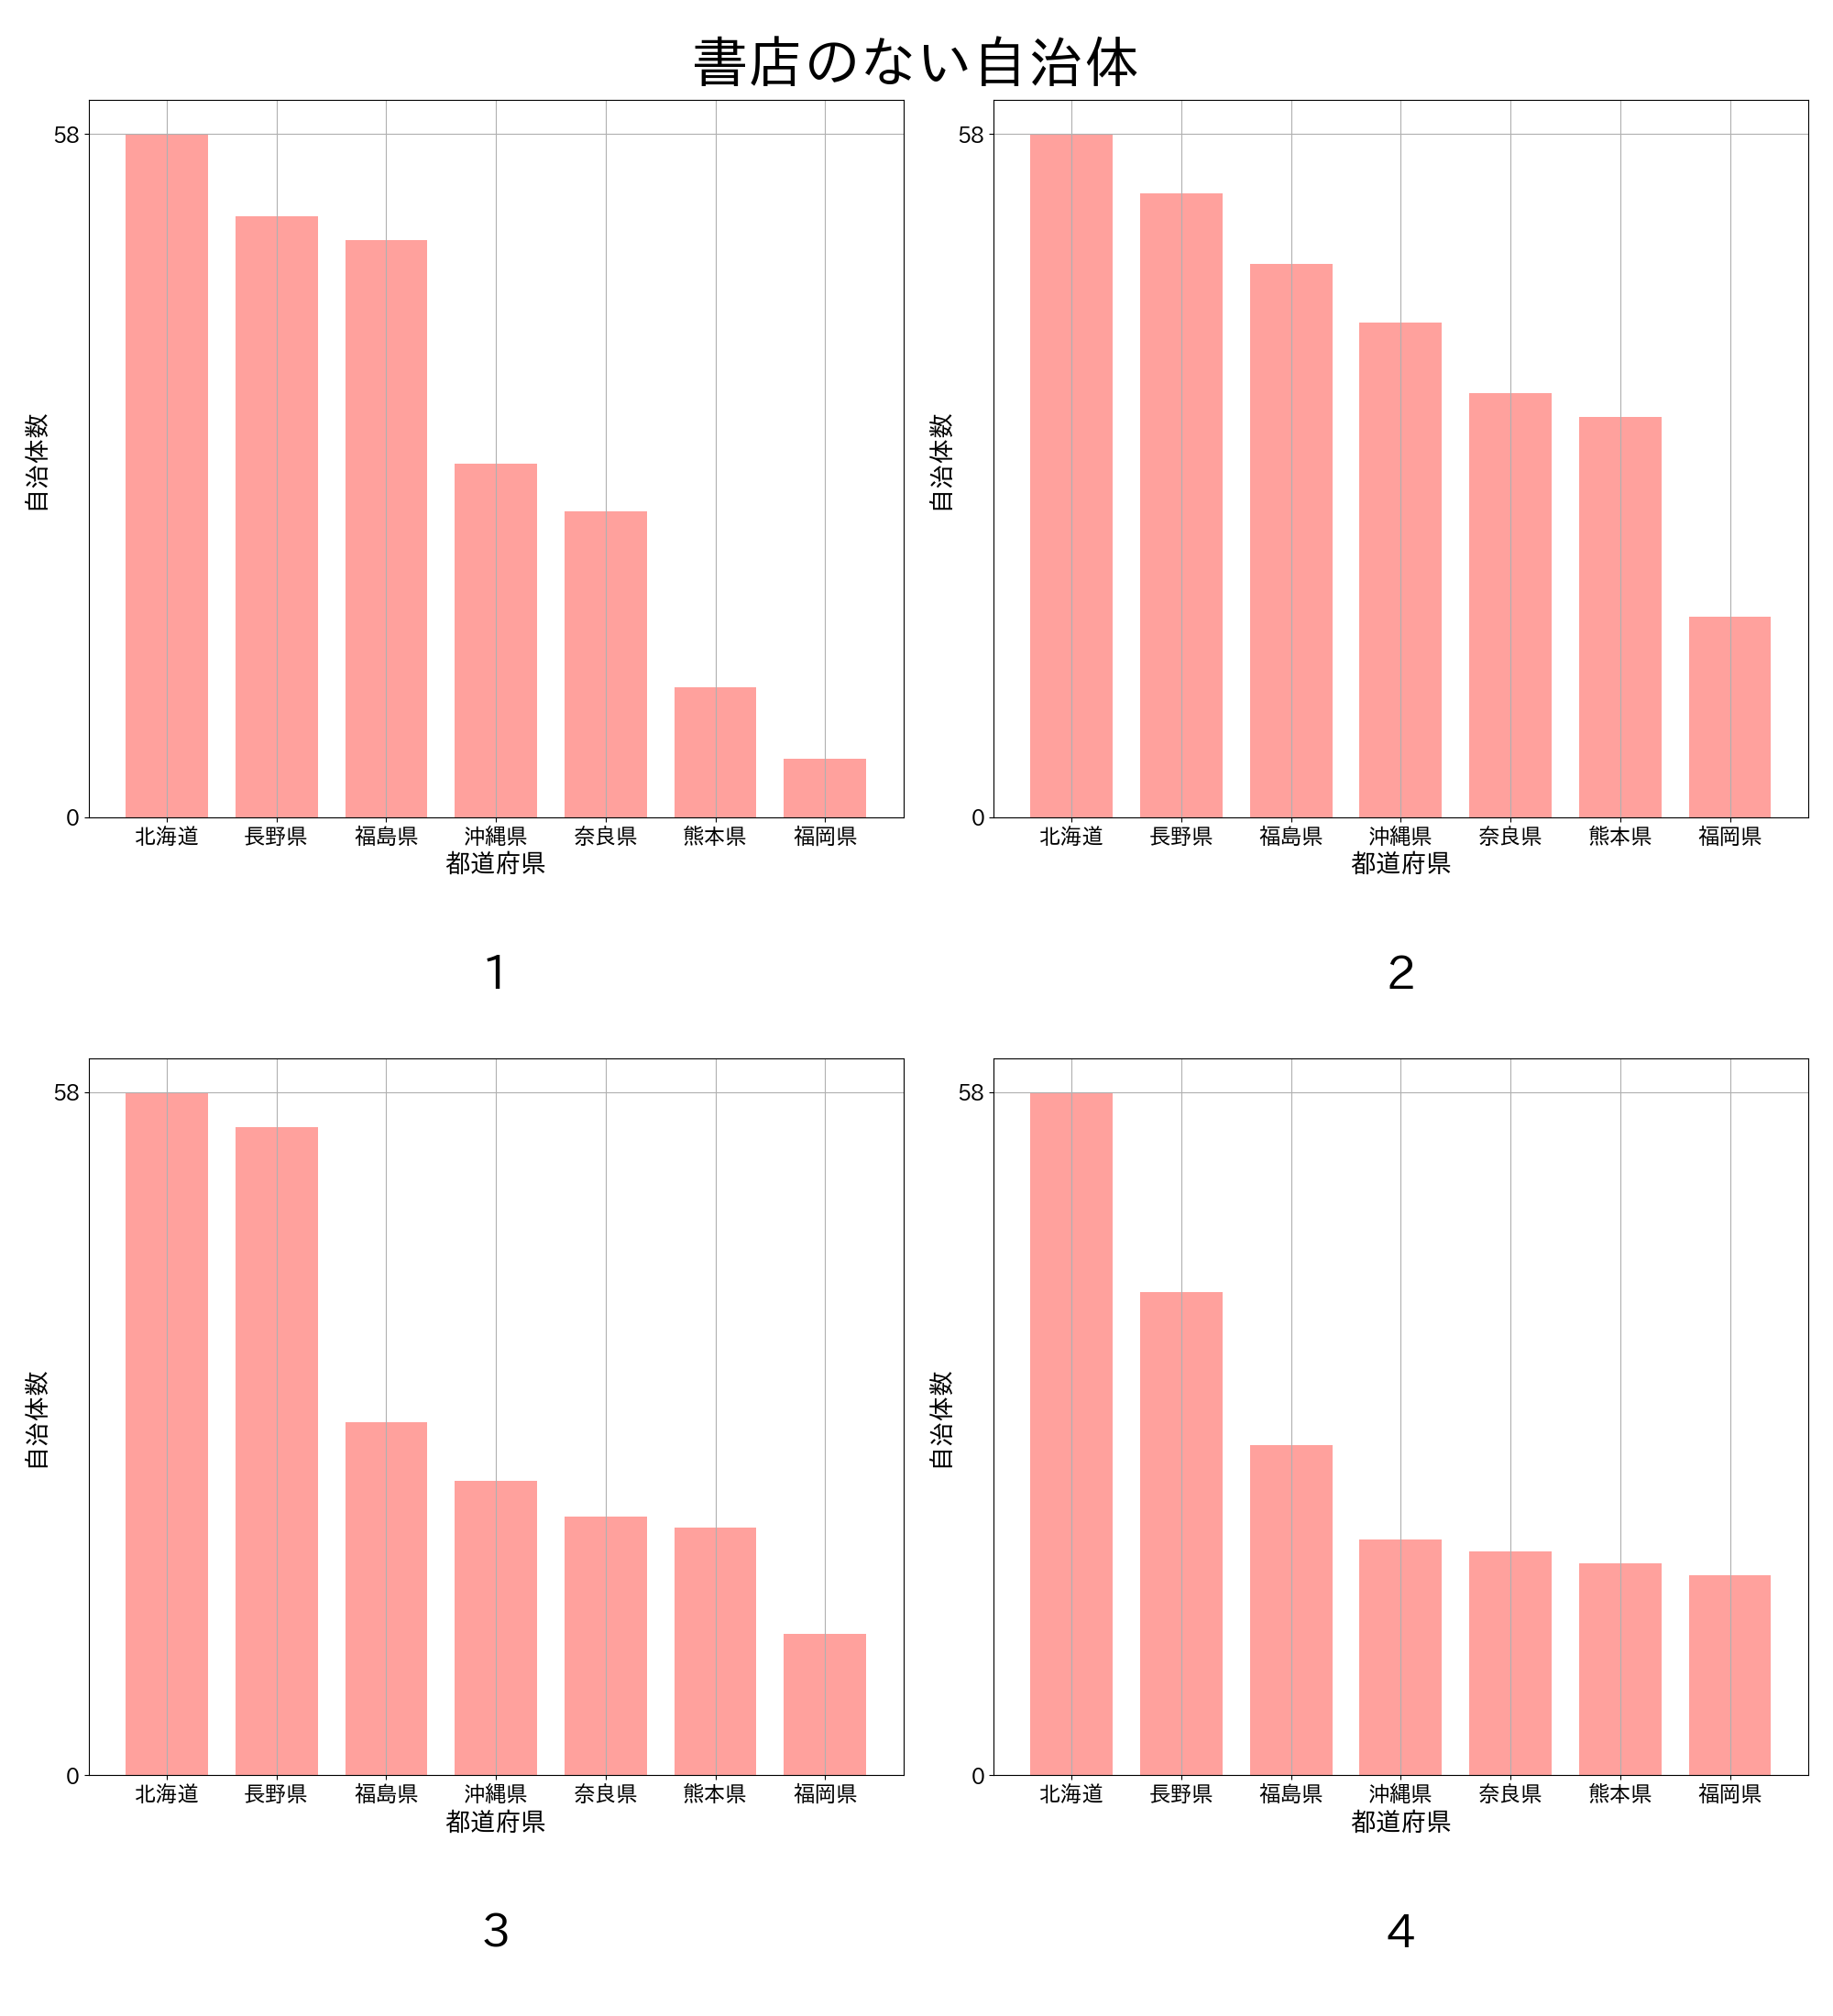 書店のない自治体
58
0
自治体数
北海道 長野県 福島県 沖縄県 奈良県 熊本県 福岡県
都道府県
1
58
0
自治体数
北海道 長野県 福島県 沖縄県 奈良県 熊本県 福岡県
都道府県
2
58
0
自治体数
北海道 長野県 福島県 沖縄県 奈良県 熊本県 福岡県
都道府県
3
58
0
自治体数
北海道 長野県 福島県 沖縄県 奈良県 熊本県 福岡県
都道府県
4